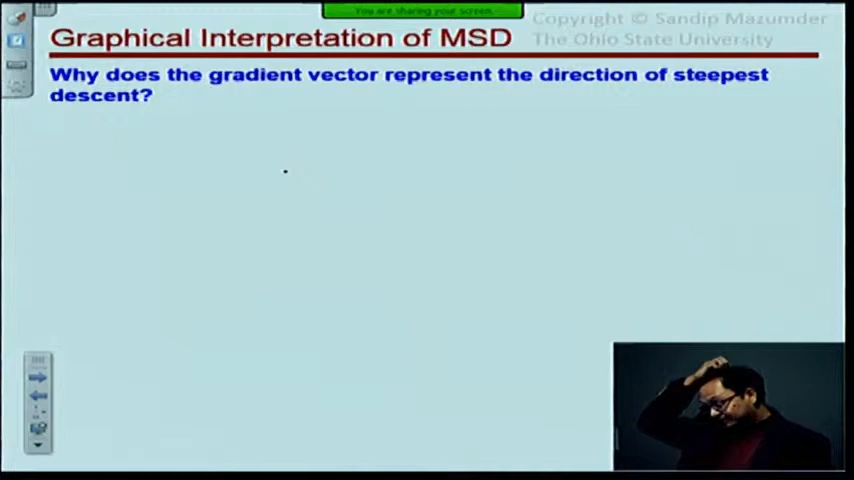 You are sharing your screen.
Copyright © Sandip Mazumder
Graphical Interpretation of MSD
The Ohio State University
Why does the gradient vector represent the direction of steepest
descent?